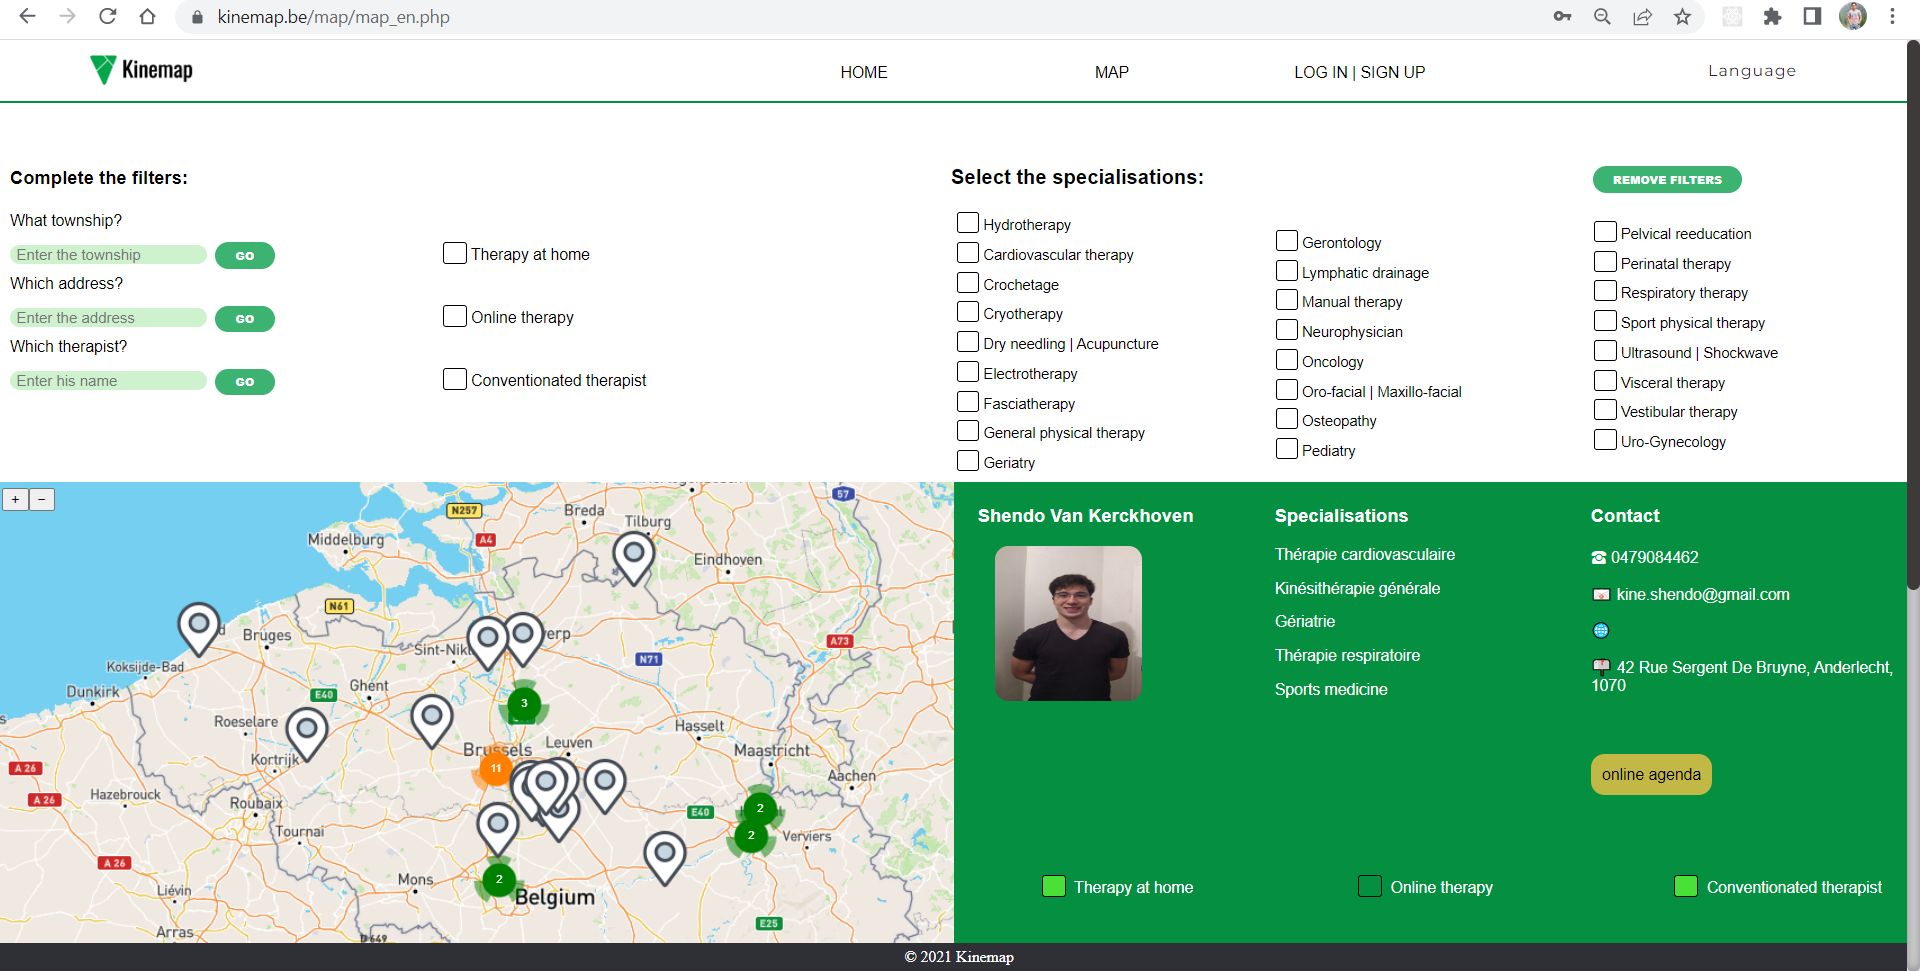 kinemap.be/map/map_en.php
Kinemap
HOME
MAP
LOG IN | SIGN UP
Language
Complete the filters:
What township?
Enter the township
GO
Which address?
Enter the address
GO
Which therapist?
Enter his name
GO
Therapy at home
Online therapy
Conventionated therapist
Select the specialisations:
REMOVE FILTERS
Hydrotherapy
Cardiovascular therapy
Crochetage
Cryotherapy
Dry needling | Acupuncture
Electrotherapy
Fasciatherapy
General physical therapy
Geriatry
Gerontology
Lymphatic drainage
Manual therapy
Neurophysician
Oncology
Oro-facial | Maxillo-facial
Osteopathy
Pediatry
Pelvical reeducation
Perinatal therapy
Respiratory therapy
Sport physical therapy
Ultrasound | Shockwave
Visceral therapy
Vestibular therapy
Uro-Gynecology
+
−
57
N257
Breda
Tilburg
Middelburg
A4
Eindhoven
N61
Bruges
Sint-Nikl
werp
A73
N71
Koksijde-Bad
Dunkirk
E40
Ghent
3
Roeselare
Hasselt
Brussels
Leuven
Maastricht
Kortrijk
A 26
11
Aachen
Hazebrouck
A 26
Roubaix
E40
2
Tournai
2
Verviers
A 26
Mons
2
Belgium
Liévin
E25
Arras
D 649
Shendo Van Kerckhoven
Specialisations
Thérapie cardiovasculaire
Kinésithérapie générale
Gériatrie
Thérapie respiratoire
Sports medicine
Contact
0479084462
kine.shendo@gmail.com
42 Rue Sergent De Bruyne, Anderlecht,
1070
online agenda
Therapy at home
Online therapy
Conventionated therapist
© 2021 Kinemap